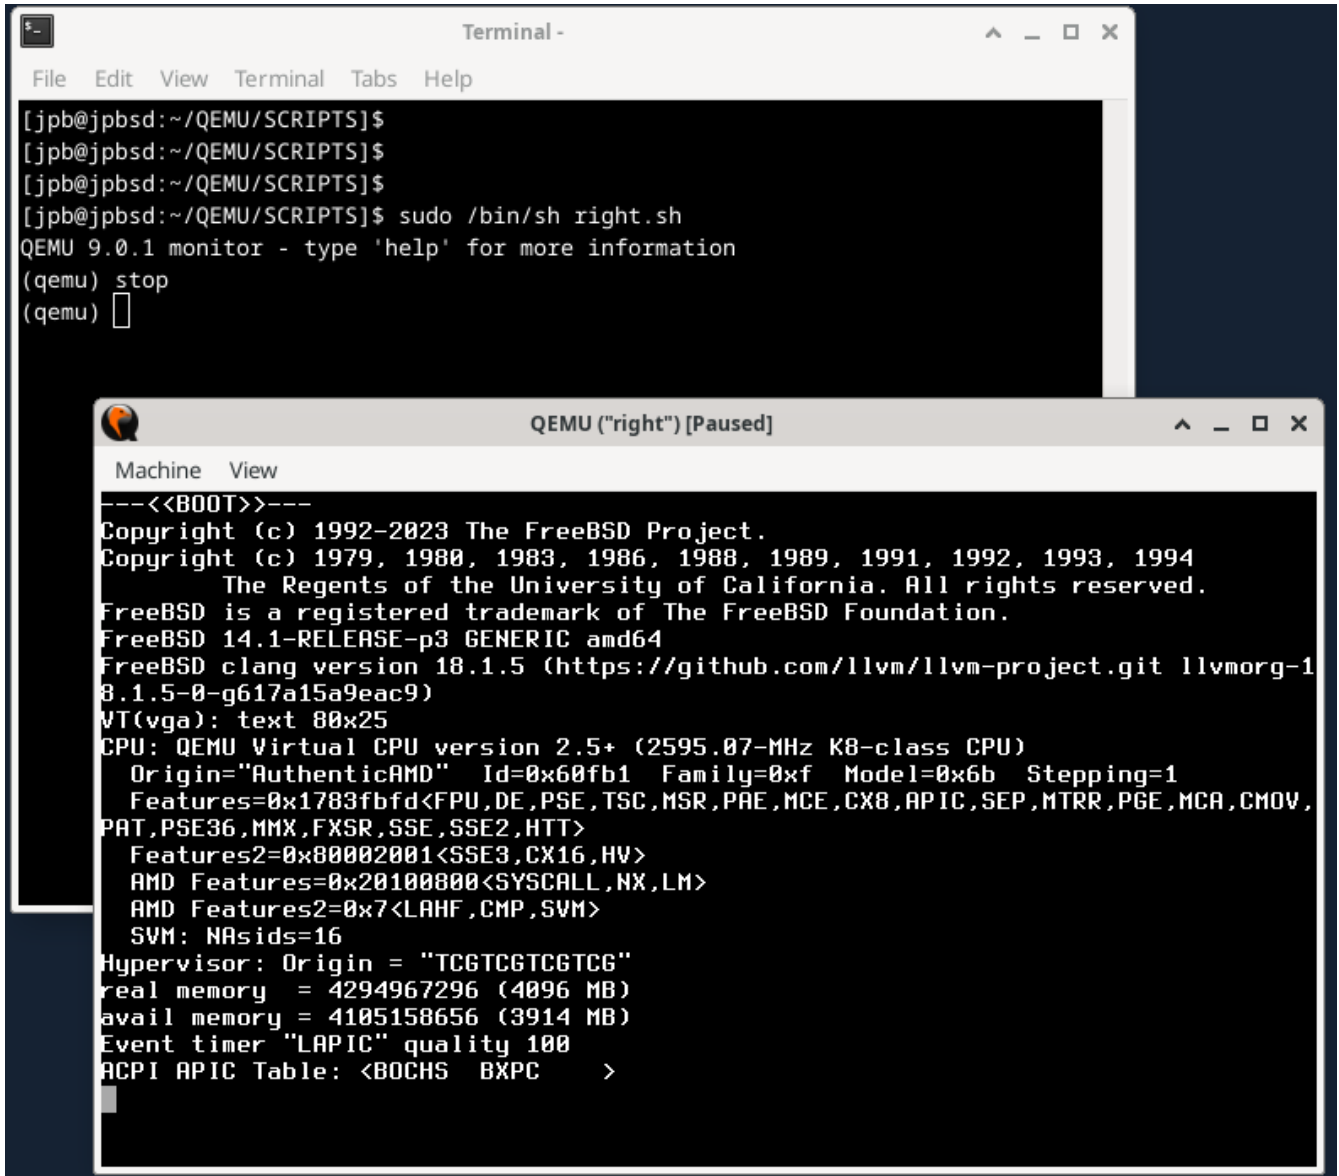 Terminal -
File Edit View Terminal Tabs Help
[jpb@jpbsd:~/QEMU/SCRIPTS]$
[jpb@jpbsd:~/QEMU/SCRIPTS]$
[jpb@jpbsd:~/QEMU/SCRIPTS]$
[jpb@jpbsd:~/QEMU/SCRIPTS]$ sudo /bin/sh right.sh
QEMU 9.0.1 monitor - type 'help' for more information
(qemu) stop
(qemu)
QEMU ("right") [Paused]
Machine View
---<<BOOT>>---
Copyright (c) 1992-2023 The FreeBSD Project.
Copyright (c) 1979, 1980, 1983, 1986, 1988, 1989, 1991, 1992, 1993, 1994
        The Regents of the University of California. All rights reserved.
FreeBSD is a registered trademark of The FreeBSD Foundation.
FreeBSD 14.1-RELEASE-p3 GENERIC amd64
FreeBSD clang version 18.1.5 (https://github.com/llvm/llvm-project.git llvmorg-1
8.1.5-0-g617a15a9eac9)
VT(vga): text 80x25
CPU: QEMU Virtual CPU version 2.5+ (2595.07-MHz K8-class CPU)
  Origin="AuthenticAMD"  Id=0x60fb1  Family=0xf  Model=0x6b  Stepping=1
  Features=0x1783fbfd<FPU,DE,PSE,TSC,MSR,PAE,MCE,CX8,APIC,SEP,MTRR,PGE,MCA,CMOV,
PAT,PSE36,MMX,FXSR,SSE,SSE2,HTT>
  Features2=0x80002001<SSE3,CX16,HV>
  AMD Features=0x20100800<SYSCALL,NX,LM>
  AMD Features2=0x7<LAHF,CMP,SVM>
  SVM: NAsids=16
Hypervisor: Origin = "TCGTCGTCGTCG"
real memory  = 4294967296 (4096 MB)
avail memory = 4105158656 (3914 MB)
Event timer "LAPIC" quality 100
ACPI APIC Table: <BOCHS  BXPC    >